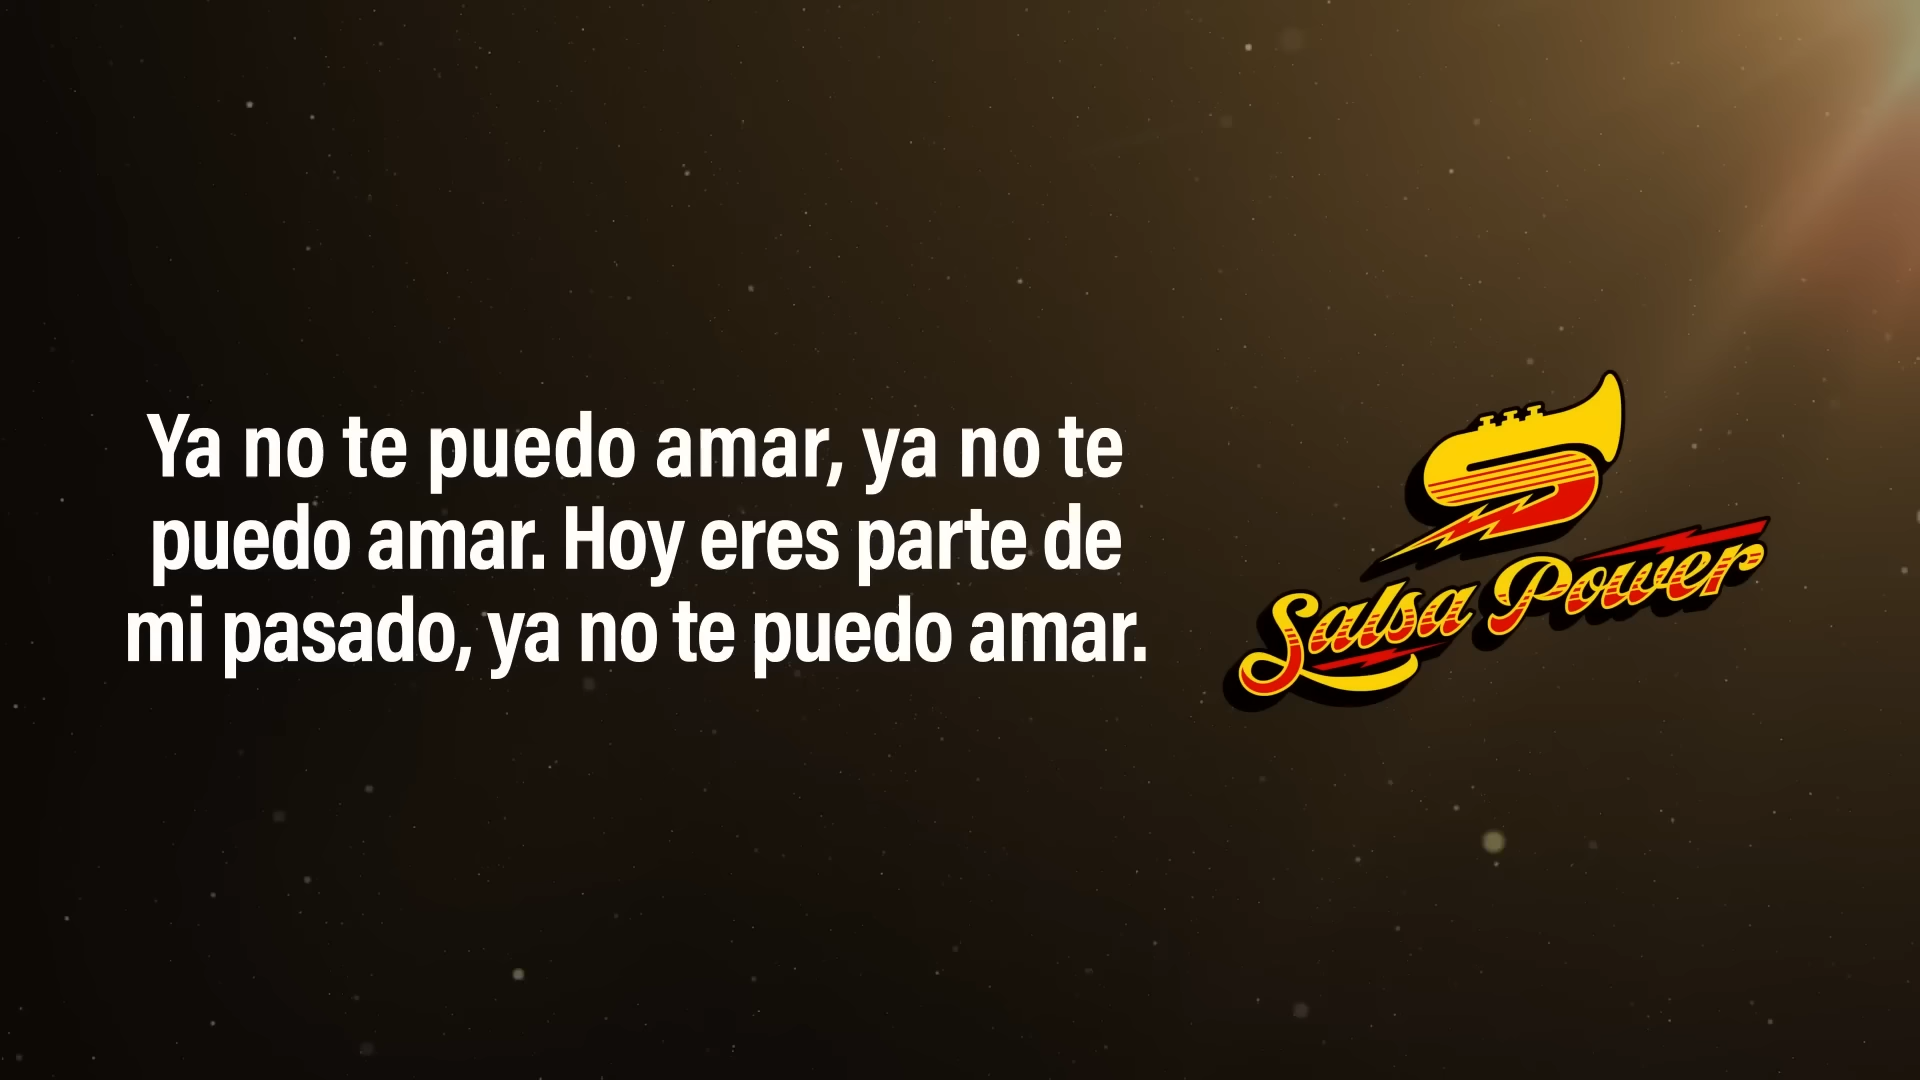 Ya no te puedo amar, ya no te
puedo amar. Hoy eres parte de
mi pasado, ya no te puedo amar.
Salsa Power